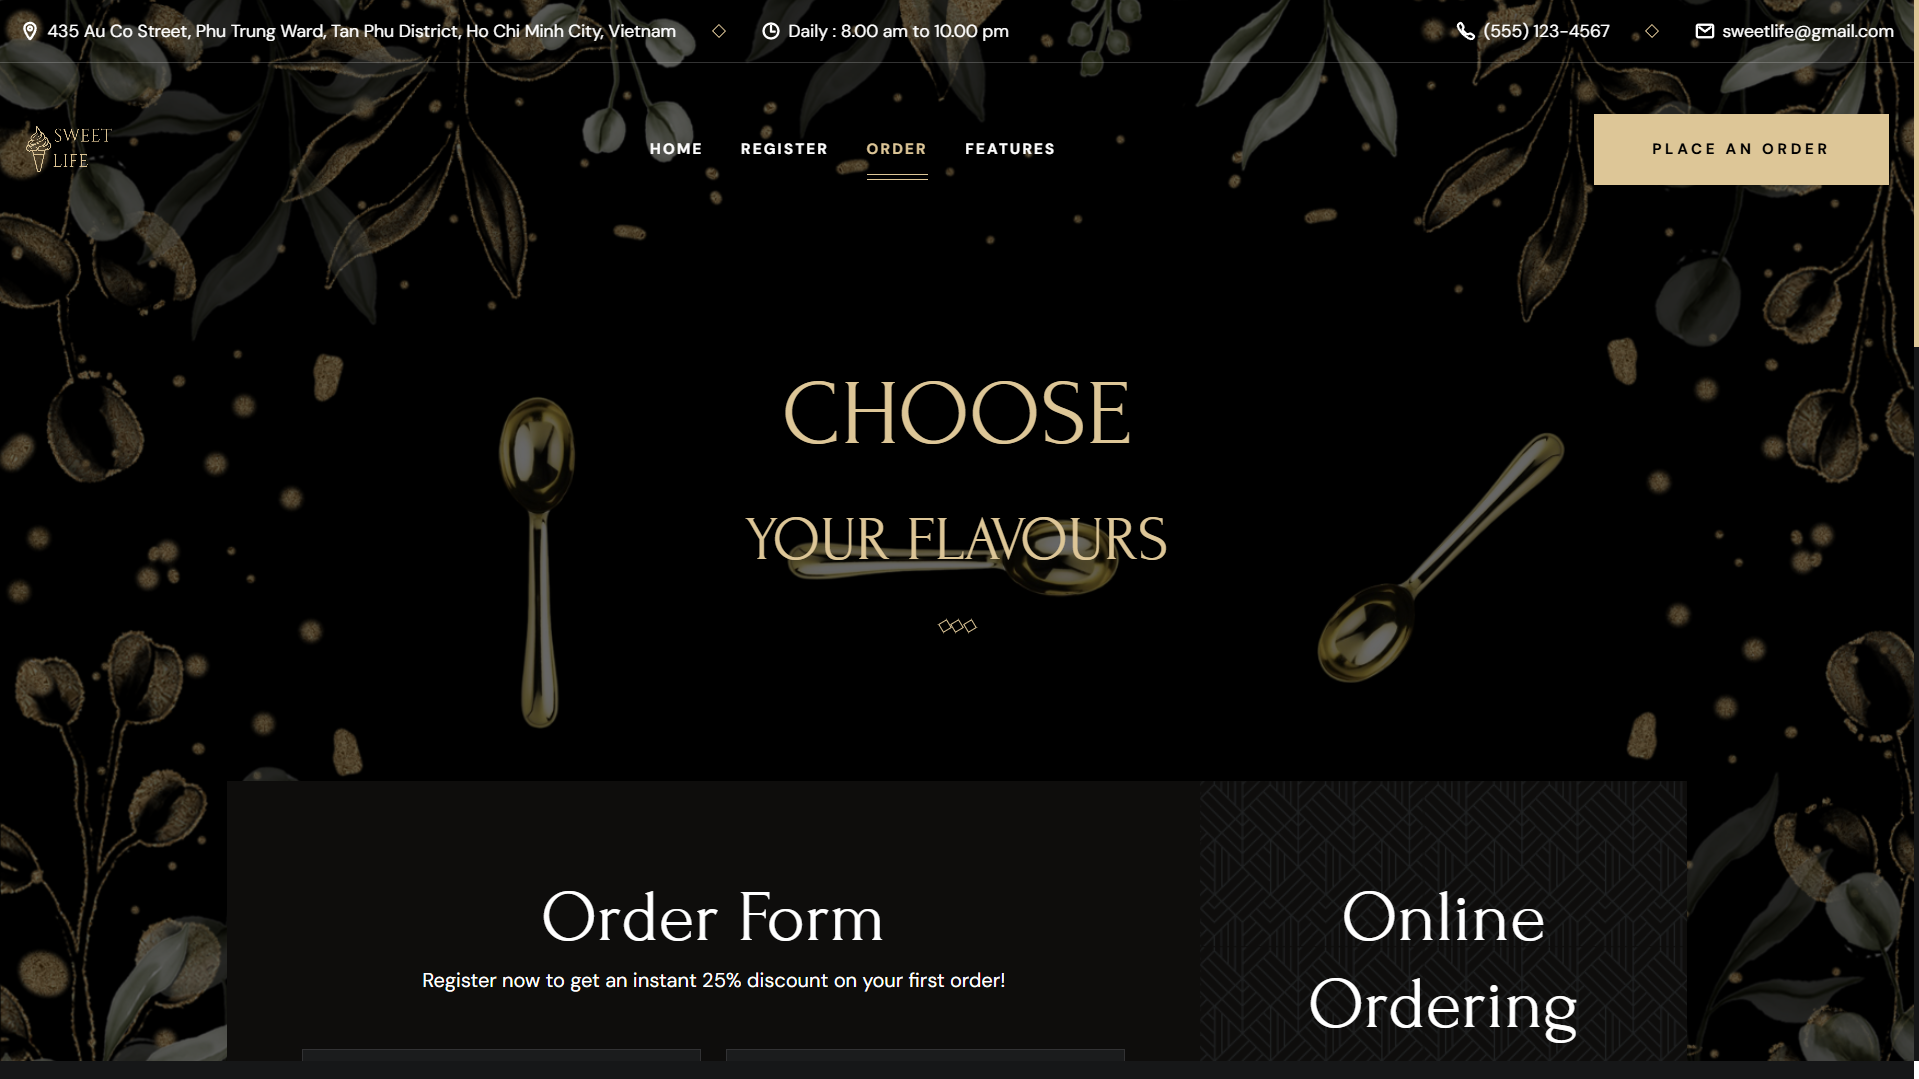 435 Au Co Street, Phu Trung Ward, Tan Phu District, Ho Chi Minh City, Vietnam
Daily : 8.00 am to 10.00 pm
(555) 123-4567
sweetlife@gmail.com
SWEET
LIFE
HOME
REGISTER
ORDER
FEATURES
PLACE AN ORDER
CHOOSE
YOUR FLAVOURS
Order Form
Register now to get an instant 25% discount on your first order!
Online
Ordering